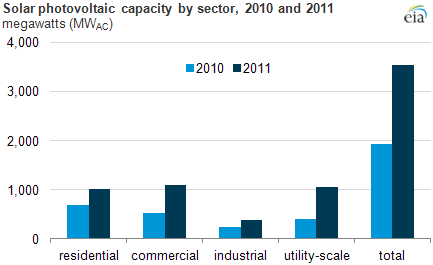 Solar photovoltaic capacity by sector, 2010 and 2011
megawatts (MWAC)
eia
4,000
2010 2011
3,000
2,000
1,000
0
residential commercial industrial utility-scale total